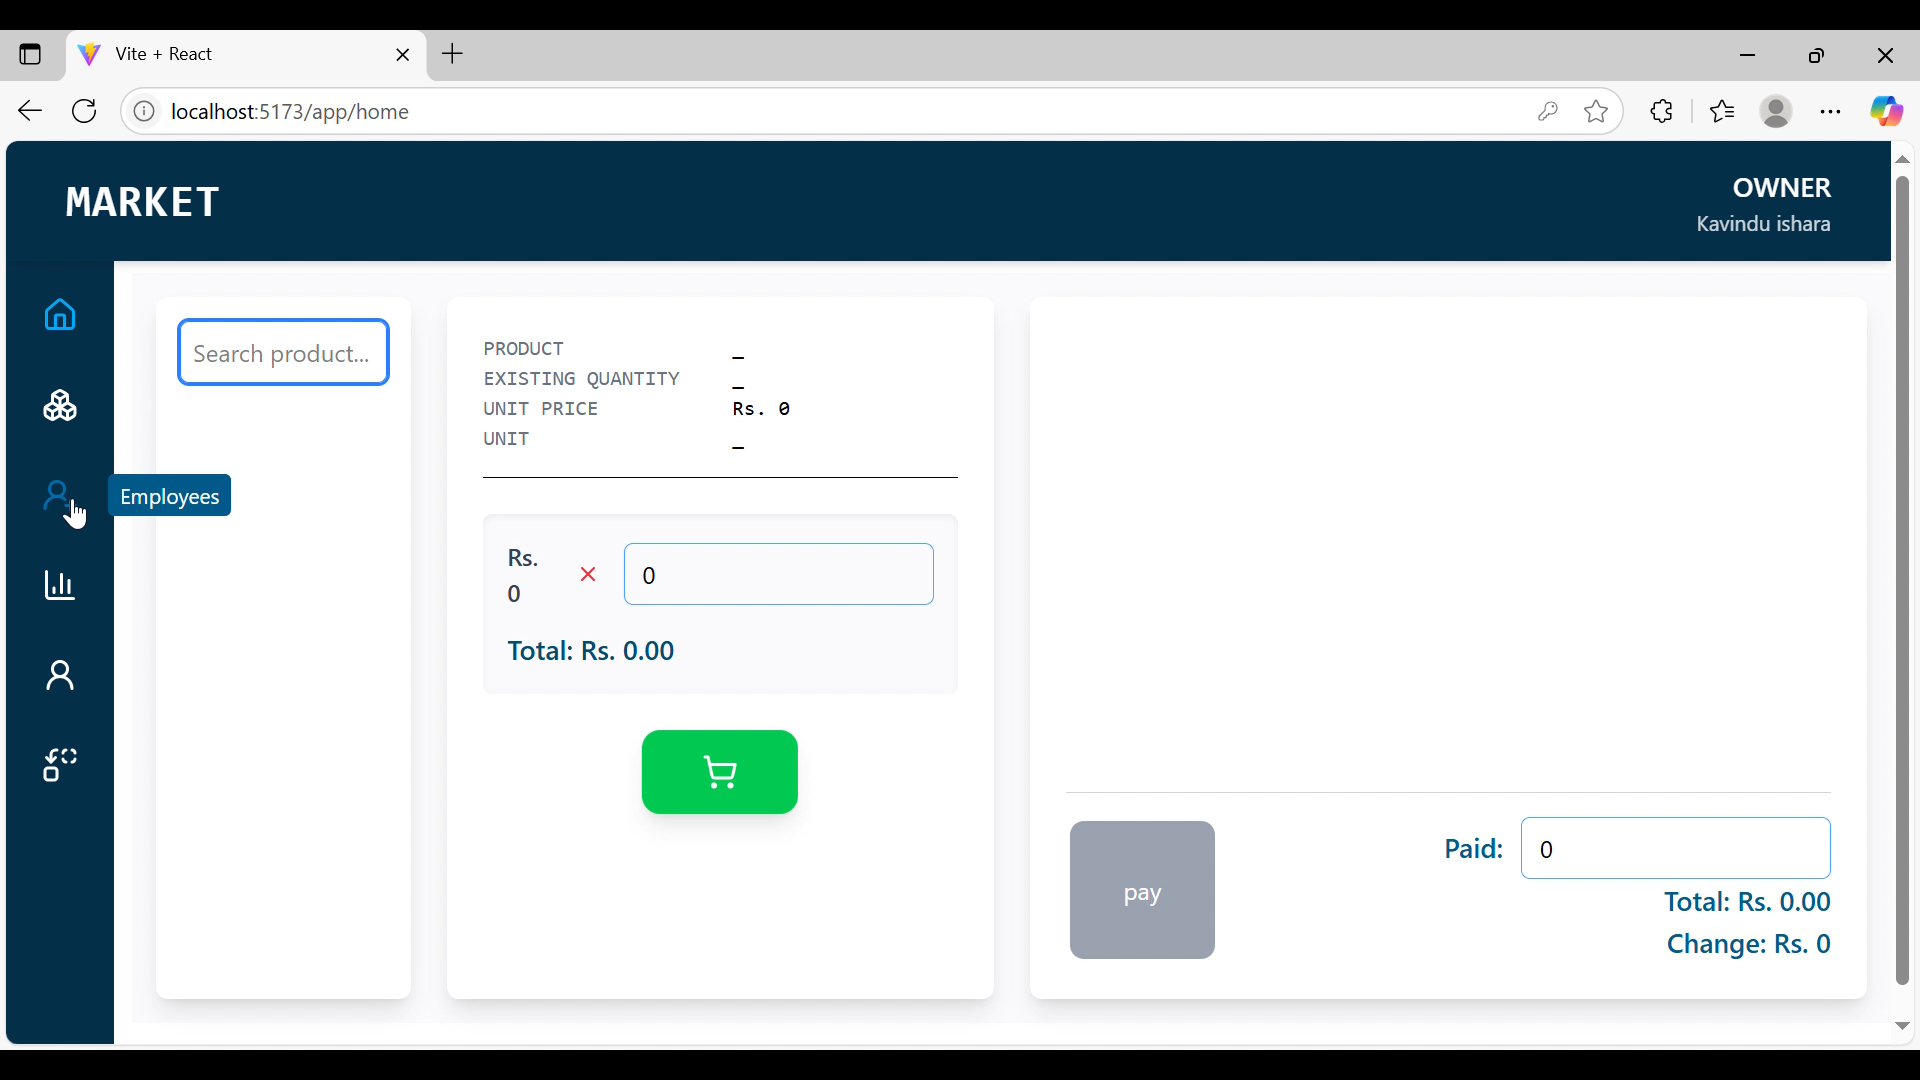 Vite + React
localhost:5173/app/home
MARKET
OWNER
Kavindu ishara
Search product...
Employees
PRODUCT _
EXISTING QUANTITY _
UNIT PRICE Rs. 0
UNIT _
Rs.
0
0
Total: Rs. 0.00
pay
Paid: 0
Total: Rs. 0.00
Change: Rs. 0